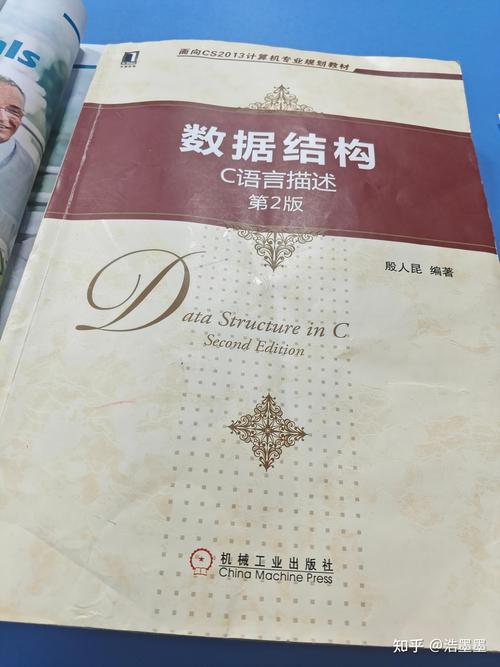 als
面向CS2013计算机专业规划教材
数据结构
C语言描述
第2版
殷人昆 编著
Data Structure in C
Second Edition
机械工业出版社
China Machine Press
知乎 @浩墨墨